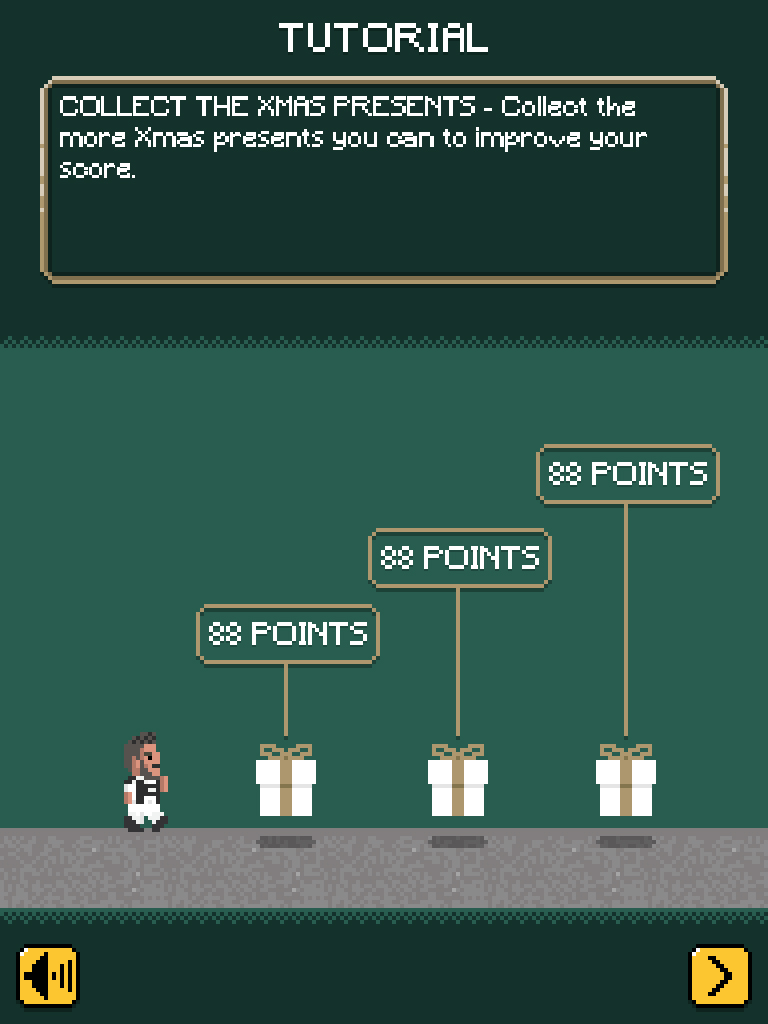 TUTORIAL
COLLECT THE XMAS PRESENTS - Collect the
more Xmas presents you can to improve your
score.
88 POINTS
88 POINTS
88 POINTS